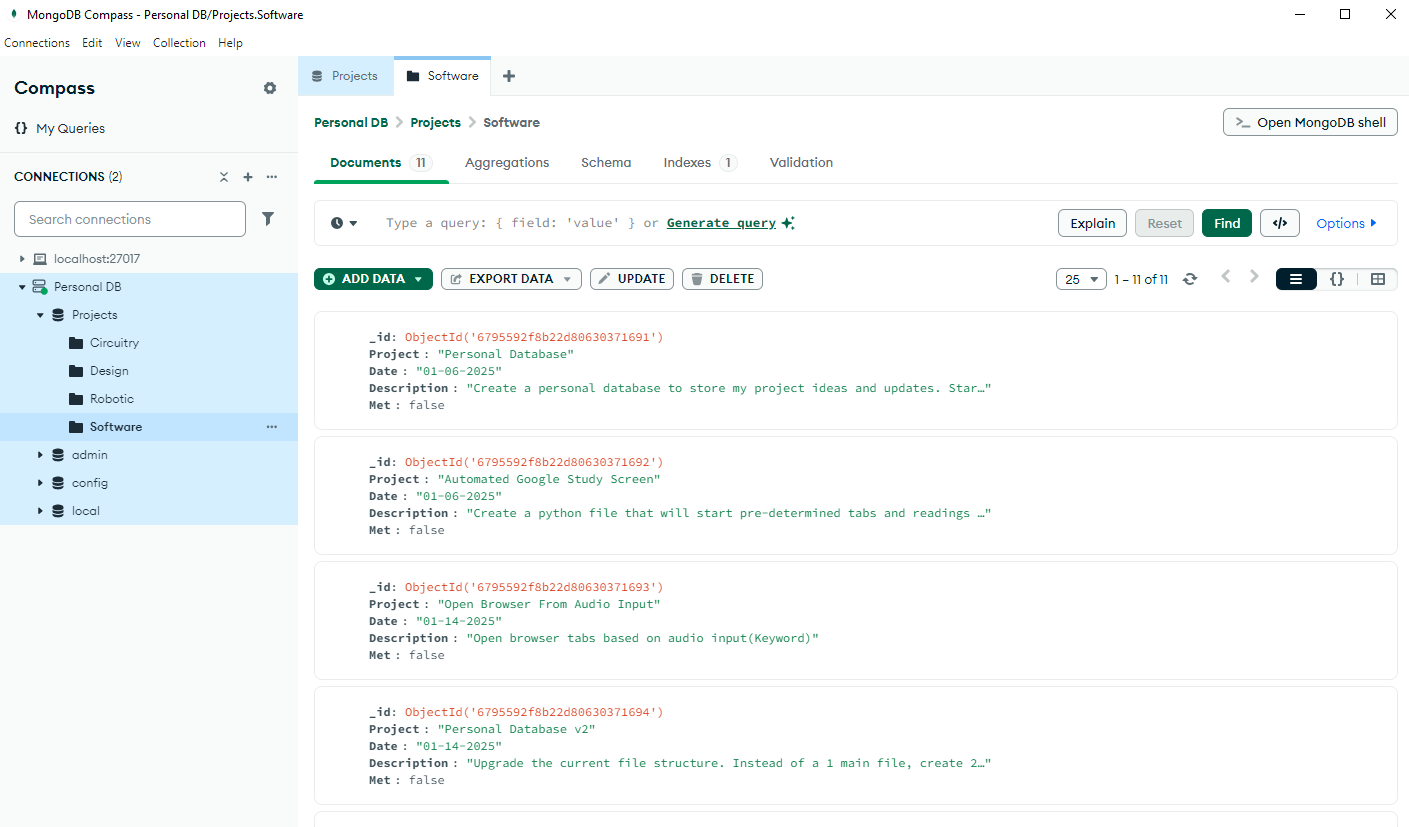 MongoDB Compass - Personal DB/Projects.Software
Connections Edit View Collection Help
Compass
{} My Queries
CONNECTIONS (2)
Search connections
localhost:27017
Personal DB
Projects
Circuitry
Design
Robotic
Software
admin
config
local
Projects Software
Personal DB > Projects > Software
>_ Open MongoDB shell
Documents 11 Aggregations Schema Indexes 1 Validation
Type a query: { field: 'value' } or Generate query
Explain Reset Find </> Options
ADD DATA EXPORT DATA UPDATE DELETE
25 1 – 11 of 11 {}
_id: ObjectId('6795592f8b22d80630371691')
Project : "Personal Database"
Date : "01-06-2025"
Description : "Create a personal database to store my project ideas and updates. Star…"
Met : false
_id: ObjectId('6795592f8b22d80630371692')
Project : "Automated Google Study Screen"
Date : "01-06-2025"
Description : "Create a python file that will start pre-determined tabs and readings …"
Met : false
_id: ObjectId('6795592f8b22d80630371693')
Project : "Open Browser From Audio Input"
Date : "01-14-2025"
Description : "Open browser tabs based on audio input(Keyword)"
Met : false
_id: ObjectId('6795592f8b22d80630371694')
Project : "Personal Database v2"
Date : "01-14-2025"
Description : "Upgrade the current file structure. Instead of a 1 main file, create 2…"
Met : false